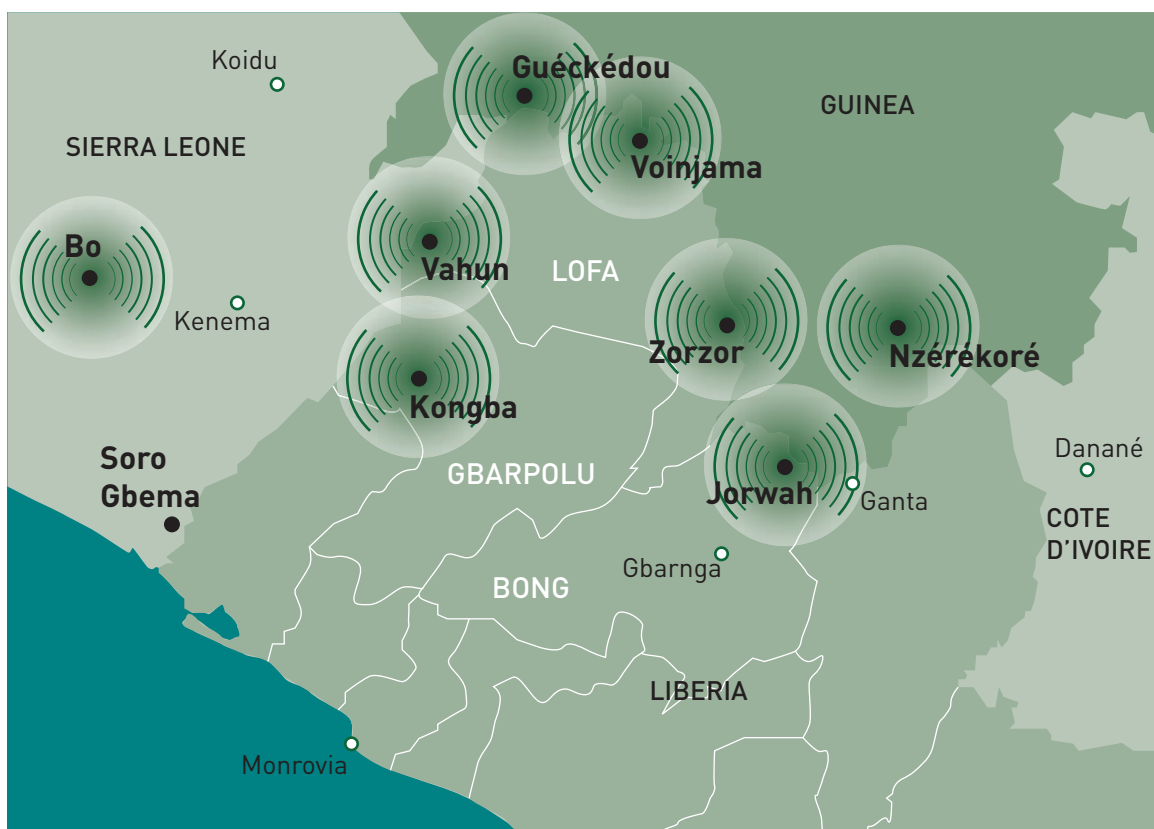 Koidu
Guéckédou
GUINEA
SIERRA LEONE
Voinjama
Bo
Vahun
LOFA
Kenema
Zorzor
Nzérékoré
Kongba
Soro
Gbema
GBARPOLU
Danané
Jorwah
Ganta
COTE
D'IVOIRE
Gbarnga
BONG
LIBERIA
Monrovia